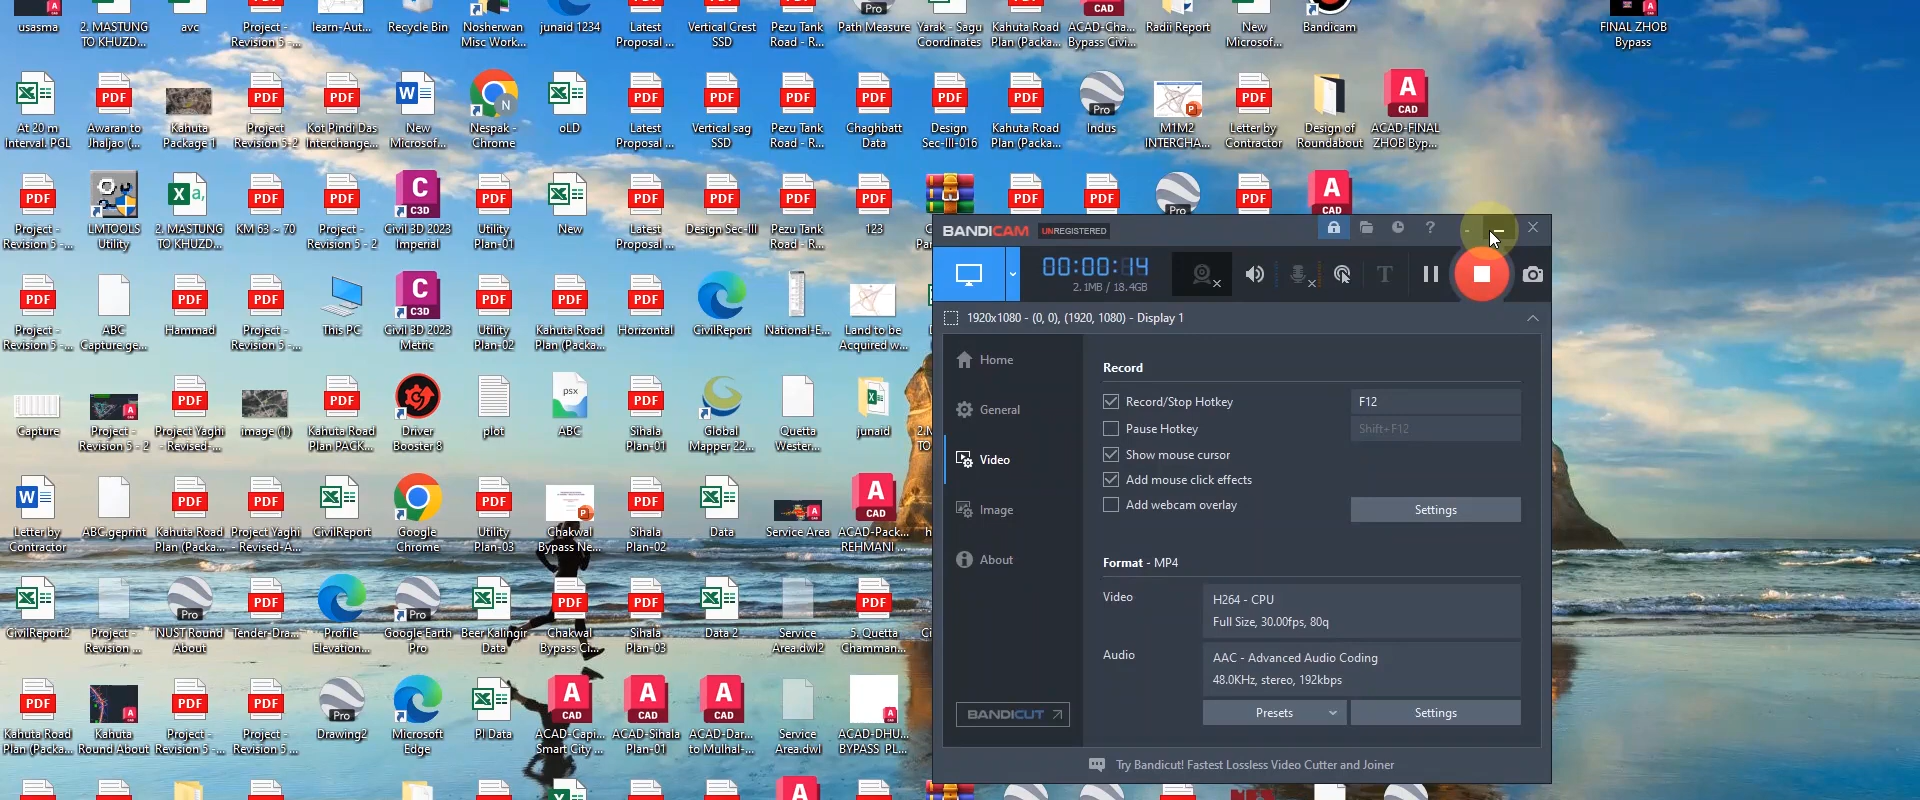 usasma
2. MASTUNG
TO KHUZD...
avc
Project -
Revision 5 -...
learn-Aut...
Recycle Bin
Nosherwan
Misc Work...
junaid 1234
Latest
Proposal ...
Vertical Crest
SSD
Pezu Tank
Road - R...
Path Measure
Yarak - Sagu
Coordinates
Kahuta Road
Plan (Packa...
ACAD-Cha...
Bypass Civi...
Radii Report
New
Microsof...
Bandicam
FINAL ZHOB
Bypass
At 20 m
Interval. PGL
Awaran to
Jhaljao (...
Kahuta
Package 1
Project
Revision 5-2
Kot Pindi Das
Interchange...
New
Microsof...
Nespak -
Chrome
oLD
Latest
Proposal ...
Vertical sag
SSD
Pezu Tank
Road - R...
Chaghbatt
Data
Design
Sec-III-016
Kahuta Road
Plan (Packa...
Indus
M1M2
INTERCHA...
Letter by
Contractor
Design of
Roundabout
ACAD-FINAL
ZHOB Byp...
Project -
Revision 5 -...
LMTOOLS
Utility
2. MASTUNG
TO KHUZD...
KM 63 ~ 70
Project -
Revision 5 - 2
Civil 3D 2023
Imperial
Utility
Plan-01
New
Latest
Proposal ...
Design Sec-III
Pezu Tank
Road - R...
123
Project -
Revision 5 -...
ABC
Capture.ge...
Hammad
Project -
Revision 5 -...
This PC
Civil 3D 2023
Metric
Utility
Plan-02
Kahuta Road
Plan (Packa...
Horizontal
CivilReport
National-E...
Land to be
Acquired w...
Capture
Project -
Revision 5 - 2
Project Yaghi
- Revised-...
image (1)
Kahuta Road
Plan PACK...
Driver
Booster 8
plot
ABC
Sihala
Plan-01
Global
Mapper 22...
Quetta
Wester...
junaid
Letter by
Contractor
ABC.geprint
Kahuta Road
Plan (Packa...
Project Yaghi
- Revised-A...
CivilReport
Google
Chrome
Utility
Plan-03
Chakwal
Bypass Ne...
Sihala
Plan-02
Data
Service Area
ACAD-Pack...
REHMANI ...
CivilReport2
Project -
Revision ...
NUST Round
About
Tender-Dra...
Profile
Elevation...
Google Earth
Pro
Beer Kalingir
Data
Chakwal
Bypass Ci...
Sihala
Plan-03
Data 2
Service
Area.dwl2
5. Quetta
Chamman...
Kahuta Road
Plan (Packa...
Kahuta
Round About
Project -
Revision 5 -...
Project -
Revision 5 ...
Drawing2
Microsoft
Edge
PI Data
ACAD-Capi...
Smart City ...
ACAD-Sihala
Plan-01
ACAD-Dar...
to Mulhal-...
Service
Area.dwl
ACAD-DHU...
BYPASS_PL...
BANDICAM UNREGISTERED
00:00:14
2.1MB / 18.4GB
1920x1080 - (0, 0), (1920, 1080) - Display 1
Home
General
Video
Image
About
BANDICUT
Record
Record/Stop Hotkey
F12
Pause Hotkey
Shift+F12
Show mouse cursor
Add mouse click effects
Add webcam overlay
Settings
Format - MP4
Video
H264 - CPU
Full Size, 30.00fps, 80q
Audio
AAC - Advanced Audio Coding
48.0KHz, stereo, 192kbps
Presets
Settings
Try Bandicut! Fastest Lossless Video Cutter and Joiner